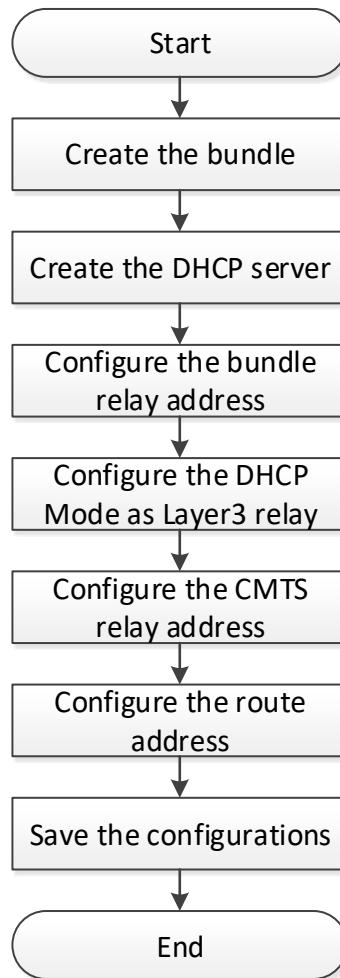 Start
Create the bundle
Create the DHCP server
Configure the bundle
relay address
Configure the DHCP
Mode as Layer3 relay
Configure the CMTS
relay address
Configure the route
address
Save the configurations
End